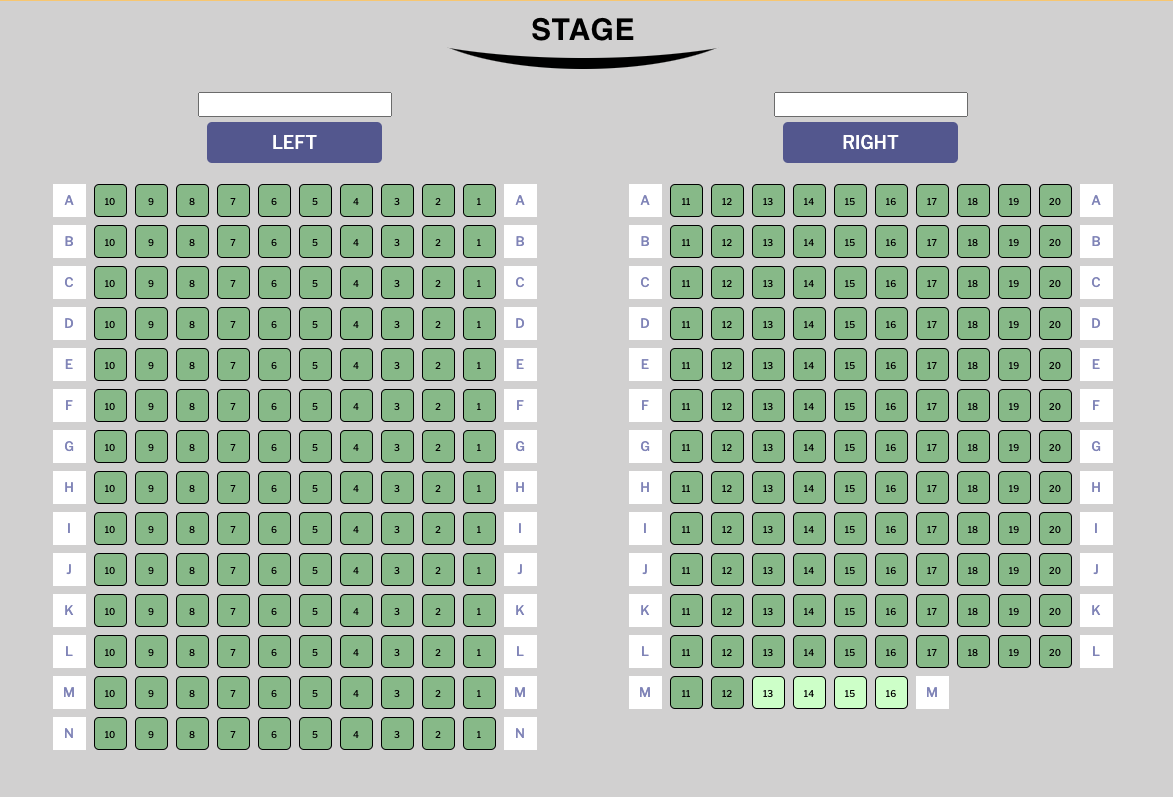 STAGE
LEFT RIGHT
A 10 9 8 7 6 5 4 3 2 1 A A 11 12 13 14 15 16 17 18 19 20 A
B 10 9 8 7 6 5 4 3 2 1 B B 11 12 13 14 15 16 17 18 19 20 B
C 10 9 8 7 6 5 4 3 2 1 C C 11 12 13 14 15 16 17 18 19 20 C
D 10 9 8 7 6 5 4 3 2 1 D D 11 12 13 14 15 16 17 18 19 20 D
E 10 9 8 7 6 5 4 3 2 1 E E 11 12 13 14 15 16 17 18 19 20 E
F 10 9 8 7 6 5 4 3 2 1 F F 11 12 13 14 15 16 17 18 19 20 F
G 10 9 8 7 6 5 4 3 2 1 G G 11 12 13 14 15 16 17 18 19 20 G
H 10 9 8 7 6 5 4 3 2 1 H H 11 12 13 14 15 16 17 18 19 20 H
I 10 9 8 7 6 5 4 3 2 1 I I 11 12 13 14 15 16 17 18 19 20 I
J 10 9 8 7 6 5 4 3 2 1 J J 11 12 13 14 15 16 17 18 19 20 J
K 10 9 8 7 6 5 4 3 2 1 K K 11 12 13 14 15 16 17 18 19 20 K
L 10 9 8 7 6 5 4 3 2 1 L L 11 12 13 14 15 16 17 18 19 20 L
M 10 9 8 7 6 5 4 3 2 1 M M 11 12 13 14 15 16 M
N 10 9 8 7 6 5 4 3 2 1 N